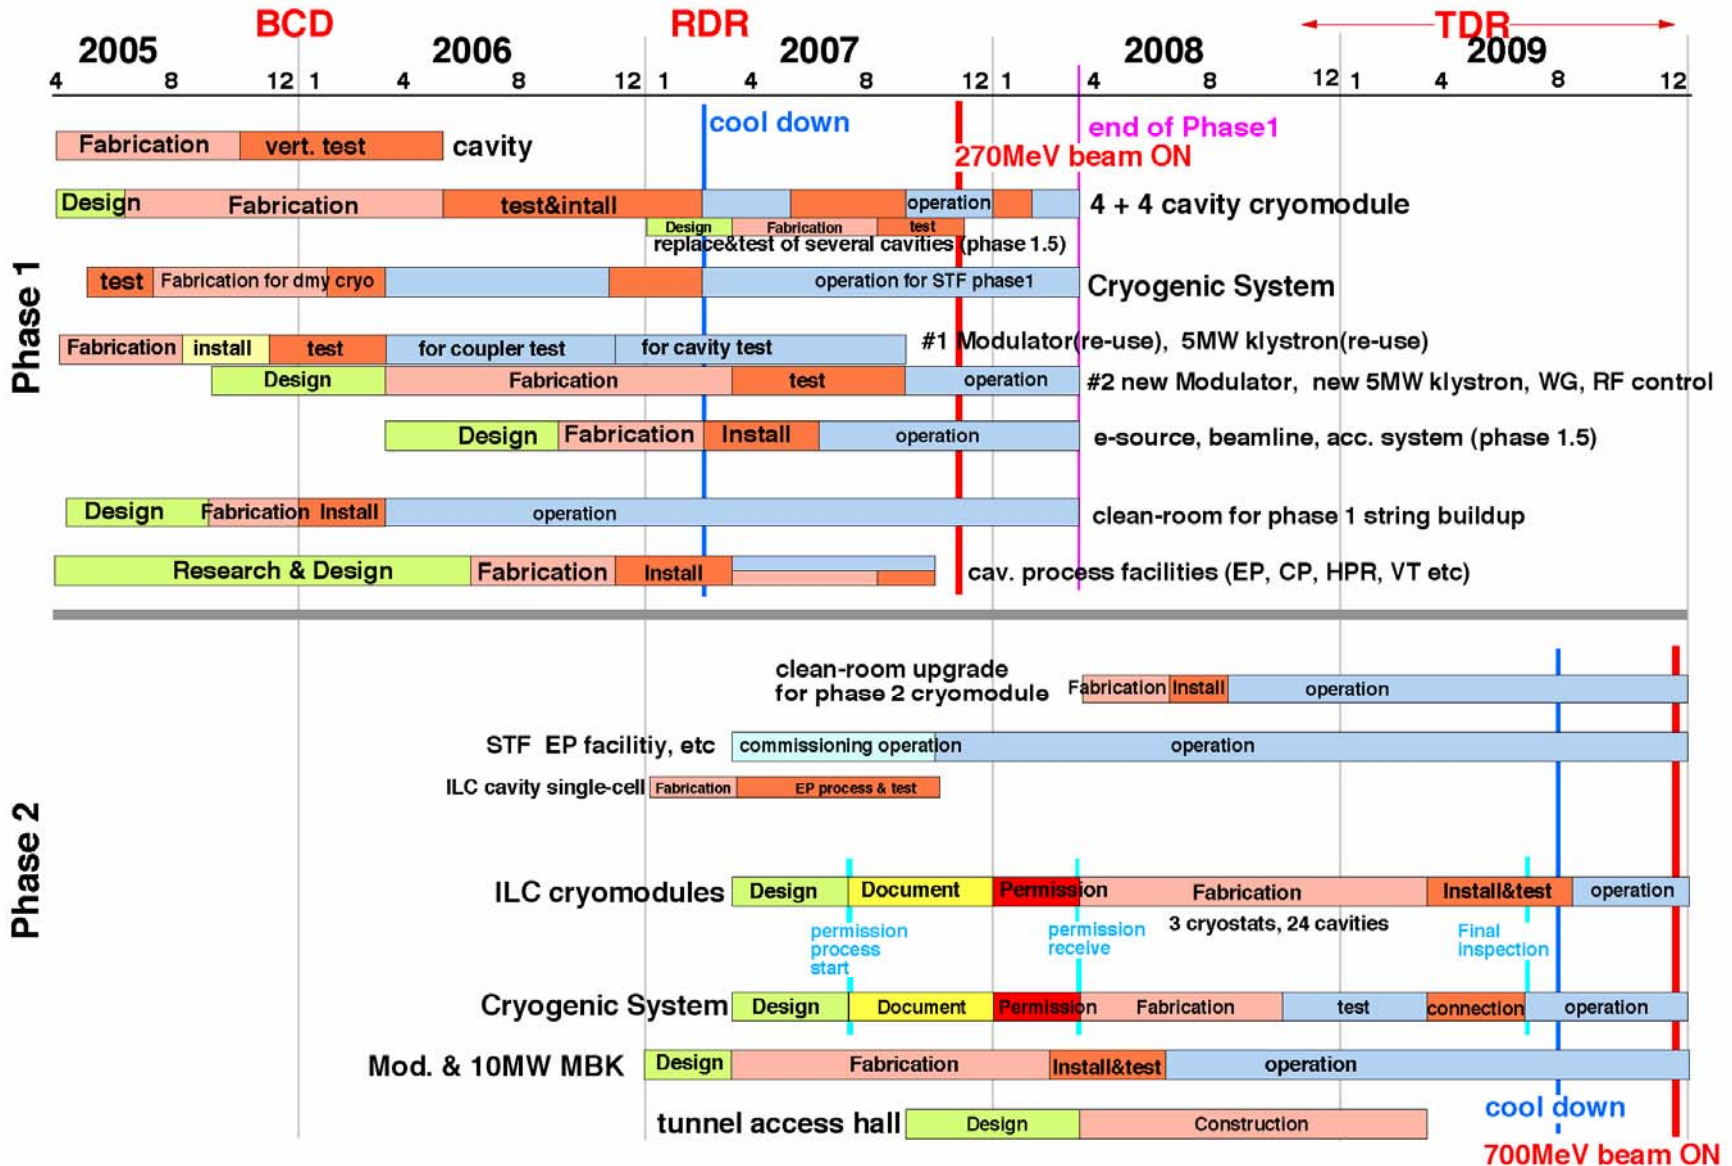 BCD RDR TDR
2005 2006 2007 2008 2009
4 8 12 1 4 8 12 1 4 8 12 1 4 8 12 1 4 8 12
cool down
end of Phase1
270MeV beam ON
Phase 1
Fabrication vert. test cavity
Design Fabrication test&intall operation 4 + 4 cavity cryomodule
Design Fabrication test
replace&test of several cavities (phase 1.5)
test Fabrication for dmy cryo operation for STF phase1 Cryogenic System
Fabrication install test for coupler test for cavity test #1 Modulator(re-use), 5MW klystron(re-use)
Design Fabrication test operation #2 new Modulator, new 5MW klystron, WG, RF control
Design Fabrication Install operation e-source, beamline, acc. system (phase 1.5)
Design Fabrication Install operation clean-room for phase 1 string buildup
Research & Design Fabrication Install cav. process facilities (EP, CP, HPR, VT etc)
Phase 2
clean-room upgrade
for phase 2 cryomodule Fabrication Install operation
STF EP facilitiy, etc commissioning operation operation
ILC cavity single-cell Fabrication EP process & test
ILC cryomodules Design Document Permission Fabrication Install&test operation
3 cryostats, 24 cavities
permission
process
start
permission
receive
Final
inspection
Cryogenic System Design Document Permission Fabrication test connection operation
Mod. & 10MW MBK Design Fabrication Install&test operation
tunnel access hall Design Construction
cool down
700MeV beam ON